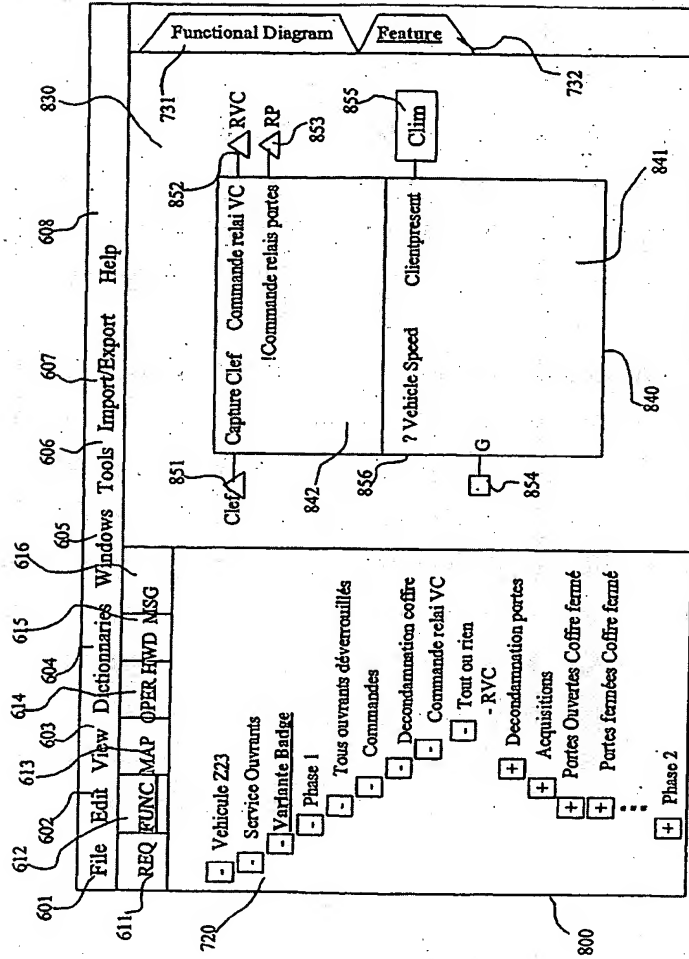 601 602 603 604 605 606 607 608 830
File Edit View Dictionnaries Windows Tools Import/Export Help
REQ FUNC MAP OPER HWD MSG
611 612 613 614 615 616
720
- Vehicule Z23
- Service Ouvrants
- Variante Badge
- Phase 1
- Tous ouvrants déverrouillés
- Commandes
- Decondamnation coffre
- Commande relai VC
- Tout ou rien
- RVC
+ Decondamnation portes
+ Acquisitions
+ Portes Ouvertes Coffre fermé
+ Portes fermées Coffre fermé
...
+ Phase 2
800
731
Functional Diagram
Feature
732
Clef
851
Capture Clef
Commande relai VC
852
RVC
!Commande relais portes
RP
853
842
856
? Vehicle Speed
Clientpresent
855
Clim
G
854
841
840